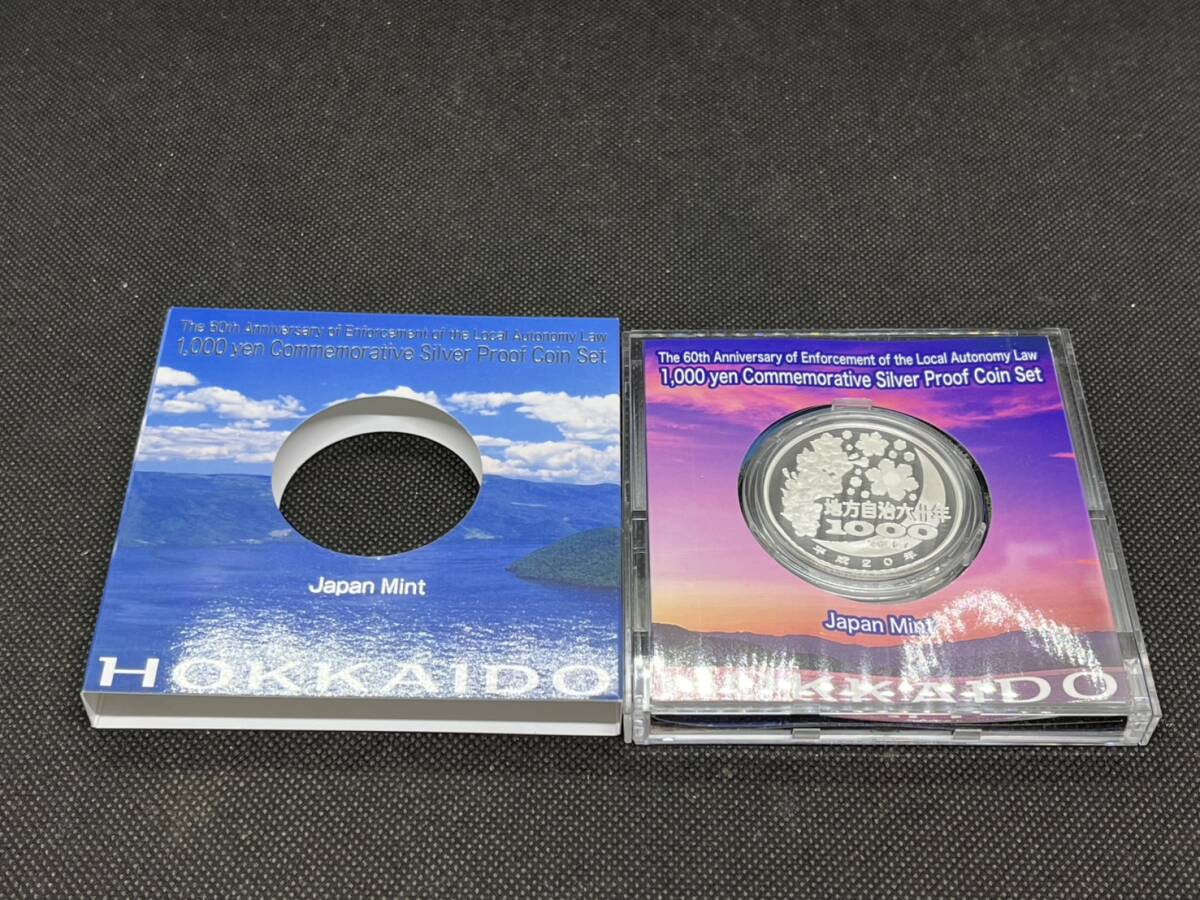 The 60th Anniversary of Enforcement of the Local Autonomy Law
1,000 yen Commemorative Silver Proof Coin Set
Japan Mint
HOKKAIDO
The 60th Anniversary of Enforcement of the Local Autonomy Law
1,000 yen Commemorative Silver Proof Coin Set
地方自治六十年
1000
平成20年
Japan Mint
HOKKAIDO